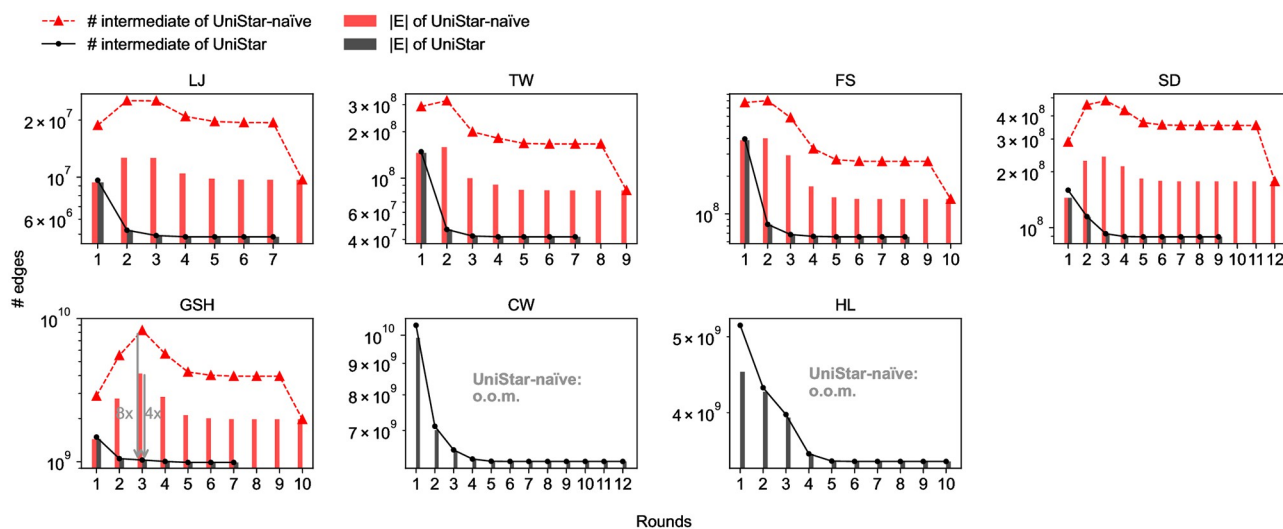 # intermediate of UniStar-naïve
|E| of UniStar-naïve
# intermediate of UniStar
|E| of UniStar
# edges
LJ
2 × 10⁷
10⁷
6 × 10⁶
1 2 3 4 5 6 7
TW
3 × 10⁸
2 × 10⁸
10⁸
6 × 10⁷
4 × 10⁷
1 2 3 4 5 6 7 8 9
FS
10⁸
1 2 3 4 5 6 7 8 9 10
SD
4 × 10⁸
3 × 10⁸
2 × 10⁸
10⁸
1 2 3 4 5 6 7 8 9 10 11 12
GSH
10¹⁰
10⁹
8x 4x
1 2 3 4 5 6 7 8 9 10
CW
10¹⁰
9 × 10⁹
8 × 10⁹
7 × 10⁹
UniStar-naïve:
o.o.m.
1 2 3 4 5 6 7 8 9 10 11 12
HL
5 × 10⁹
4 × 10⁹
UniStar-naïve:
o.o.m.
1 2 3 4 5 6 7 8 9 10
Rounds